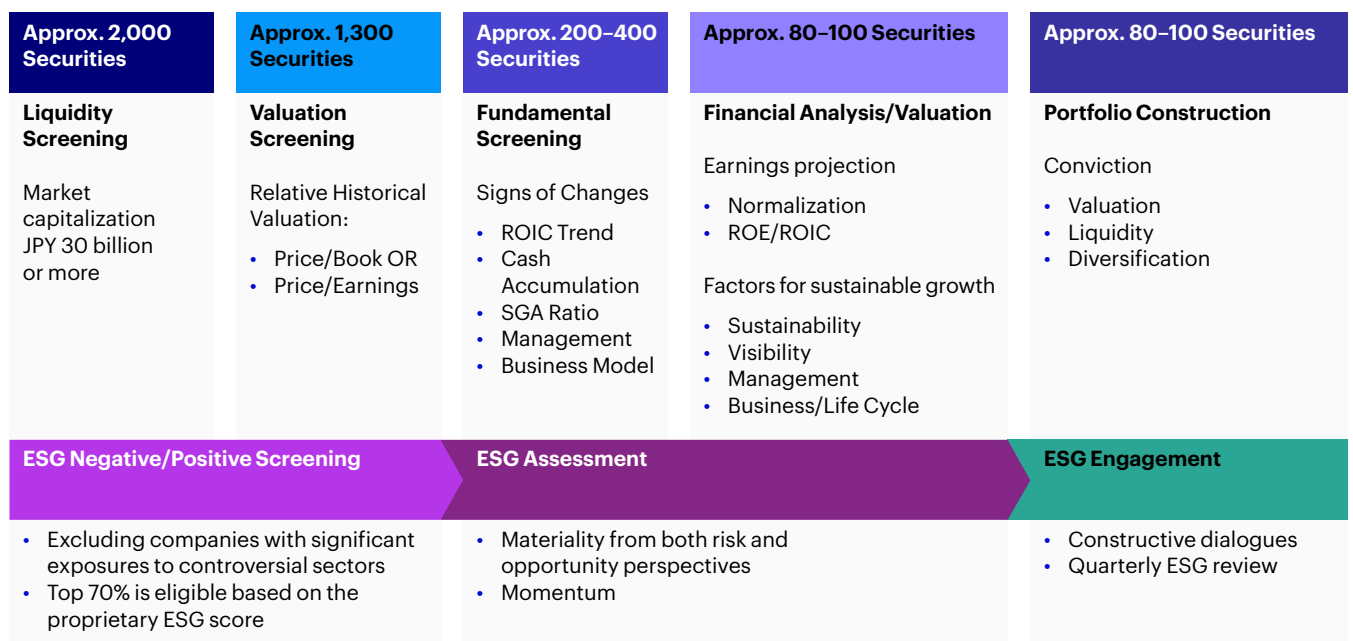 Approx. 2,000
Securities
Liquidity
Screening
Market
capitalization
JPY 30 billion
or more
Approx. 1,300
Securities
Valuation
Screening
Relative Historical
Valuation:
• Price/Book OR
• Price/Earnings
Approx. 200–400
Securities
Fundamental
Screening
Signs of Changes
• ROIC Trend
• Cash
Accumulation
• SGA Ratio
• Management
• Business Model
Approx. 80–100 Securities
Financial Analysis/Valuation
Earnings projection
• Normalization
• ROE/ROIC
Factors for sustainable growth
• Sustainability
• Visibility
• Management
• Business/Life Cycle
Approx. 80–100 Securities
Portfolio Construction
Conviction
• Valuation
• Liquidity
• Diversification
ESG Negative/Positive Screening
• Excluding companies with significant
exposures to controversial sectors
• Top 70% is eligible based on the
proprietary ESG score
ESG Assessment
• Materiality from both risk and
opportunity perspectives
• Momentum
ESG Engagement
• Constructive dialogues
• Quarterly ESG review